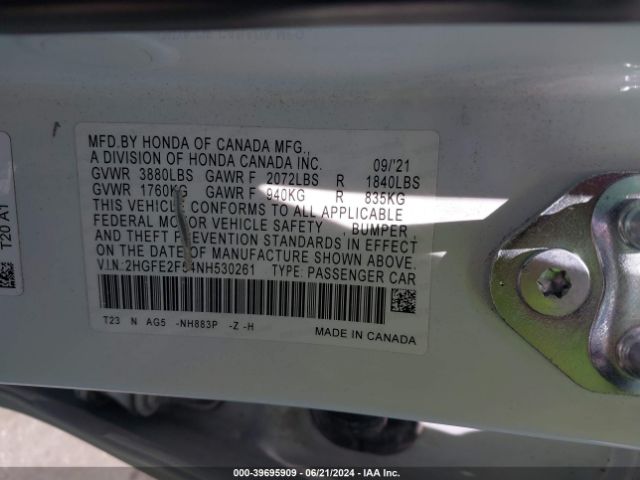 MFD.BY HONDA OF CANADA MFG.,
A DIVISION OF HONDA CANADA INC. 09/'21
GVWR 3880LBS GAWR F 2072LBS R 1840LBS
GVWR 1760KG GAWR F 940KG R 835KG
THIS VEHICLE CONFORMS TO ALL APPLICABLE
FEDERAL MOTOR VEHICLE SAFETY , BUMPER ,
AND THEFT PREVENTION STANDARDS IN EFFECT
ON THE DATE OF MANUFACTURE SHOWN ABOVE.
V.I.N.:2HGFE2F54NH530261 TYPE: PASSENGER CAR
T23 N AG5 -NH883P -Z -H
MADE IN CANADA
T20 A1
000-39695909 - 06/21/2024 - IAA Inc.